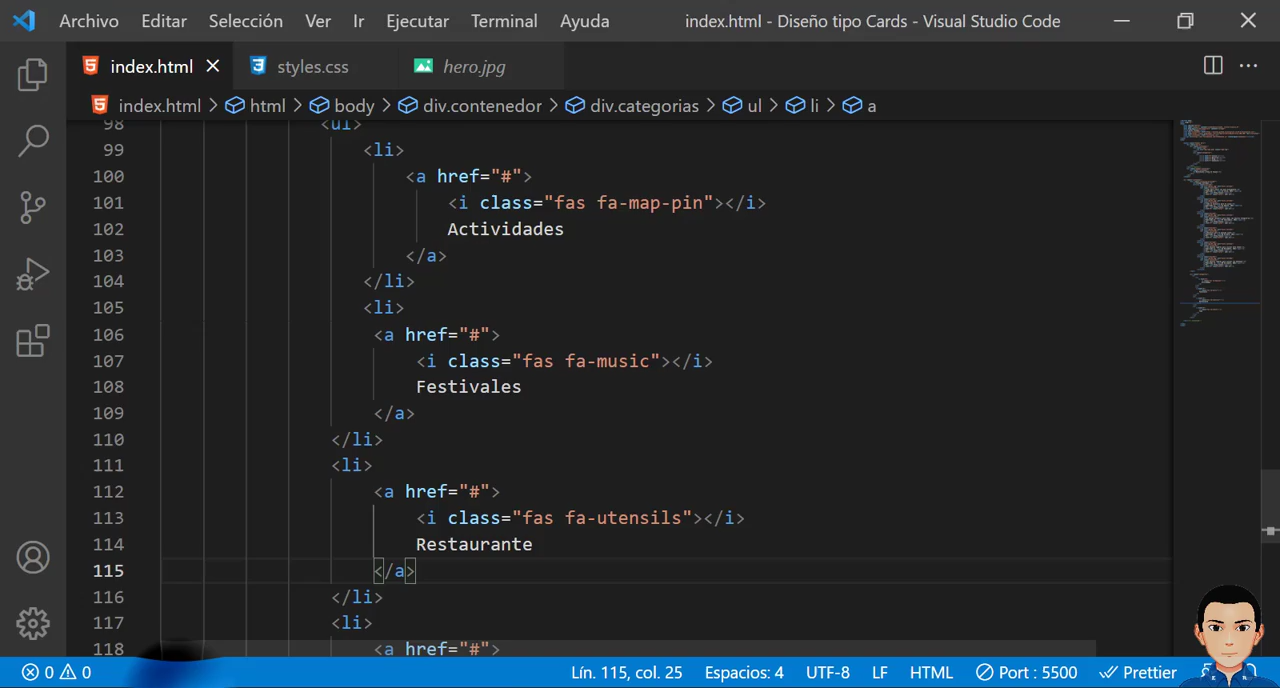 Archivo Editar Selección Ver Ir Ejecutar Terminal Ayuda index.html - Diseño tipo Cards - Visual Studio Code
index.html styles.css hero.jpg
index.html > html > body > div.contenedor > div.categorias > ul > li > a
98 <ul>
99 <li>
100 <a href="#">
101 <i class="fas fa-map-pin"></i>
102 Actividades
103 </a>
104 </li>
105 <li>
106 <a href="#">
107 <i class="fas fa-music"></i>
108 Festivales
109 </a>
110 </li>
111 <li>
112 <a href="#">
113 <i class="fas fa-utensils"></i>
114 Restaurante
115 </a>
116 </li>
117 <li>
118 <a href="#">
0 0 Lín. 115, col. 25 Espacios: 4 UTF-8 LF HTML Port : 5500 Prettier